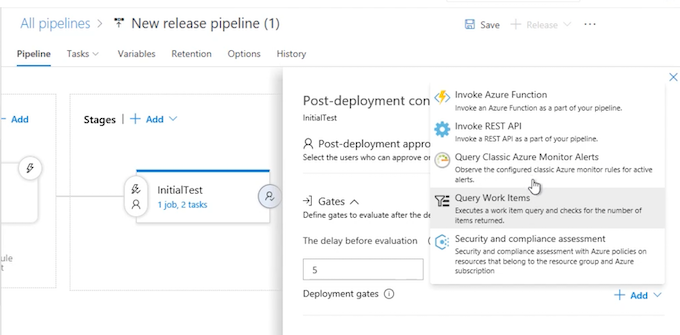 All pipelines > New release pipeline (1)
Save
Release
Pipeline
Tasks
Variables
Retention
Options
History
Add
Stages
Add
InitialTest
1 job, 2 tasks
Post-deployment con
InitialTest
Post-deployment appro
Select the users who can approve or
Gates
Define gates to evaluate after the de
The delay before evaluation
5
Deployment gates
Add
Invoke Azure Function
Invoke an Azure Function as a part of your pipeline.
Invoke REST API
Invoke a REST API as a part of your pipeline.
Query Classic Azure Monitor Alerts
Observe the configured classic Azure monitor rules for active
alerts.
Query Work Items
Executes a work item query and checks for the number of
items returned.
Security and compliance assessment
Security and compliance assessment with Azure policies on
resources that belong to the resource group and Azure
subscription